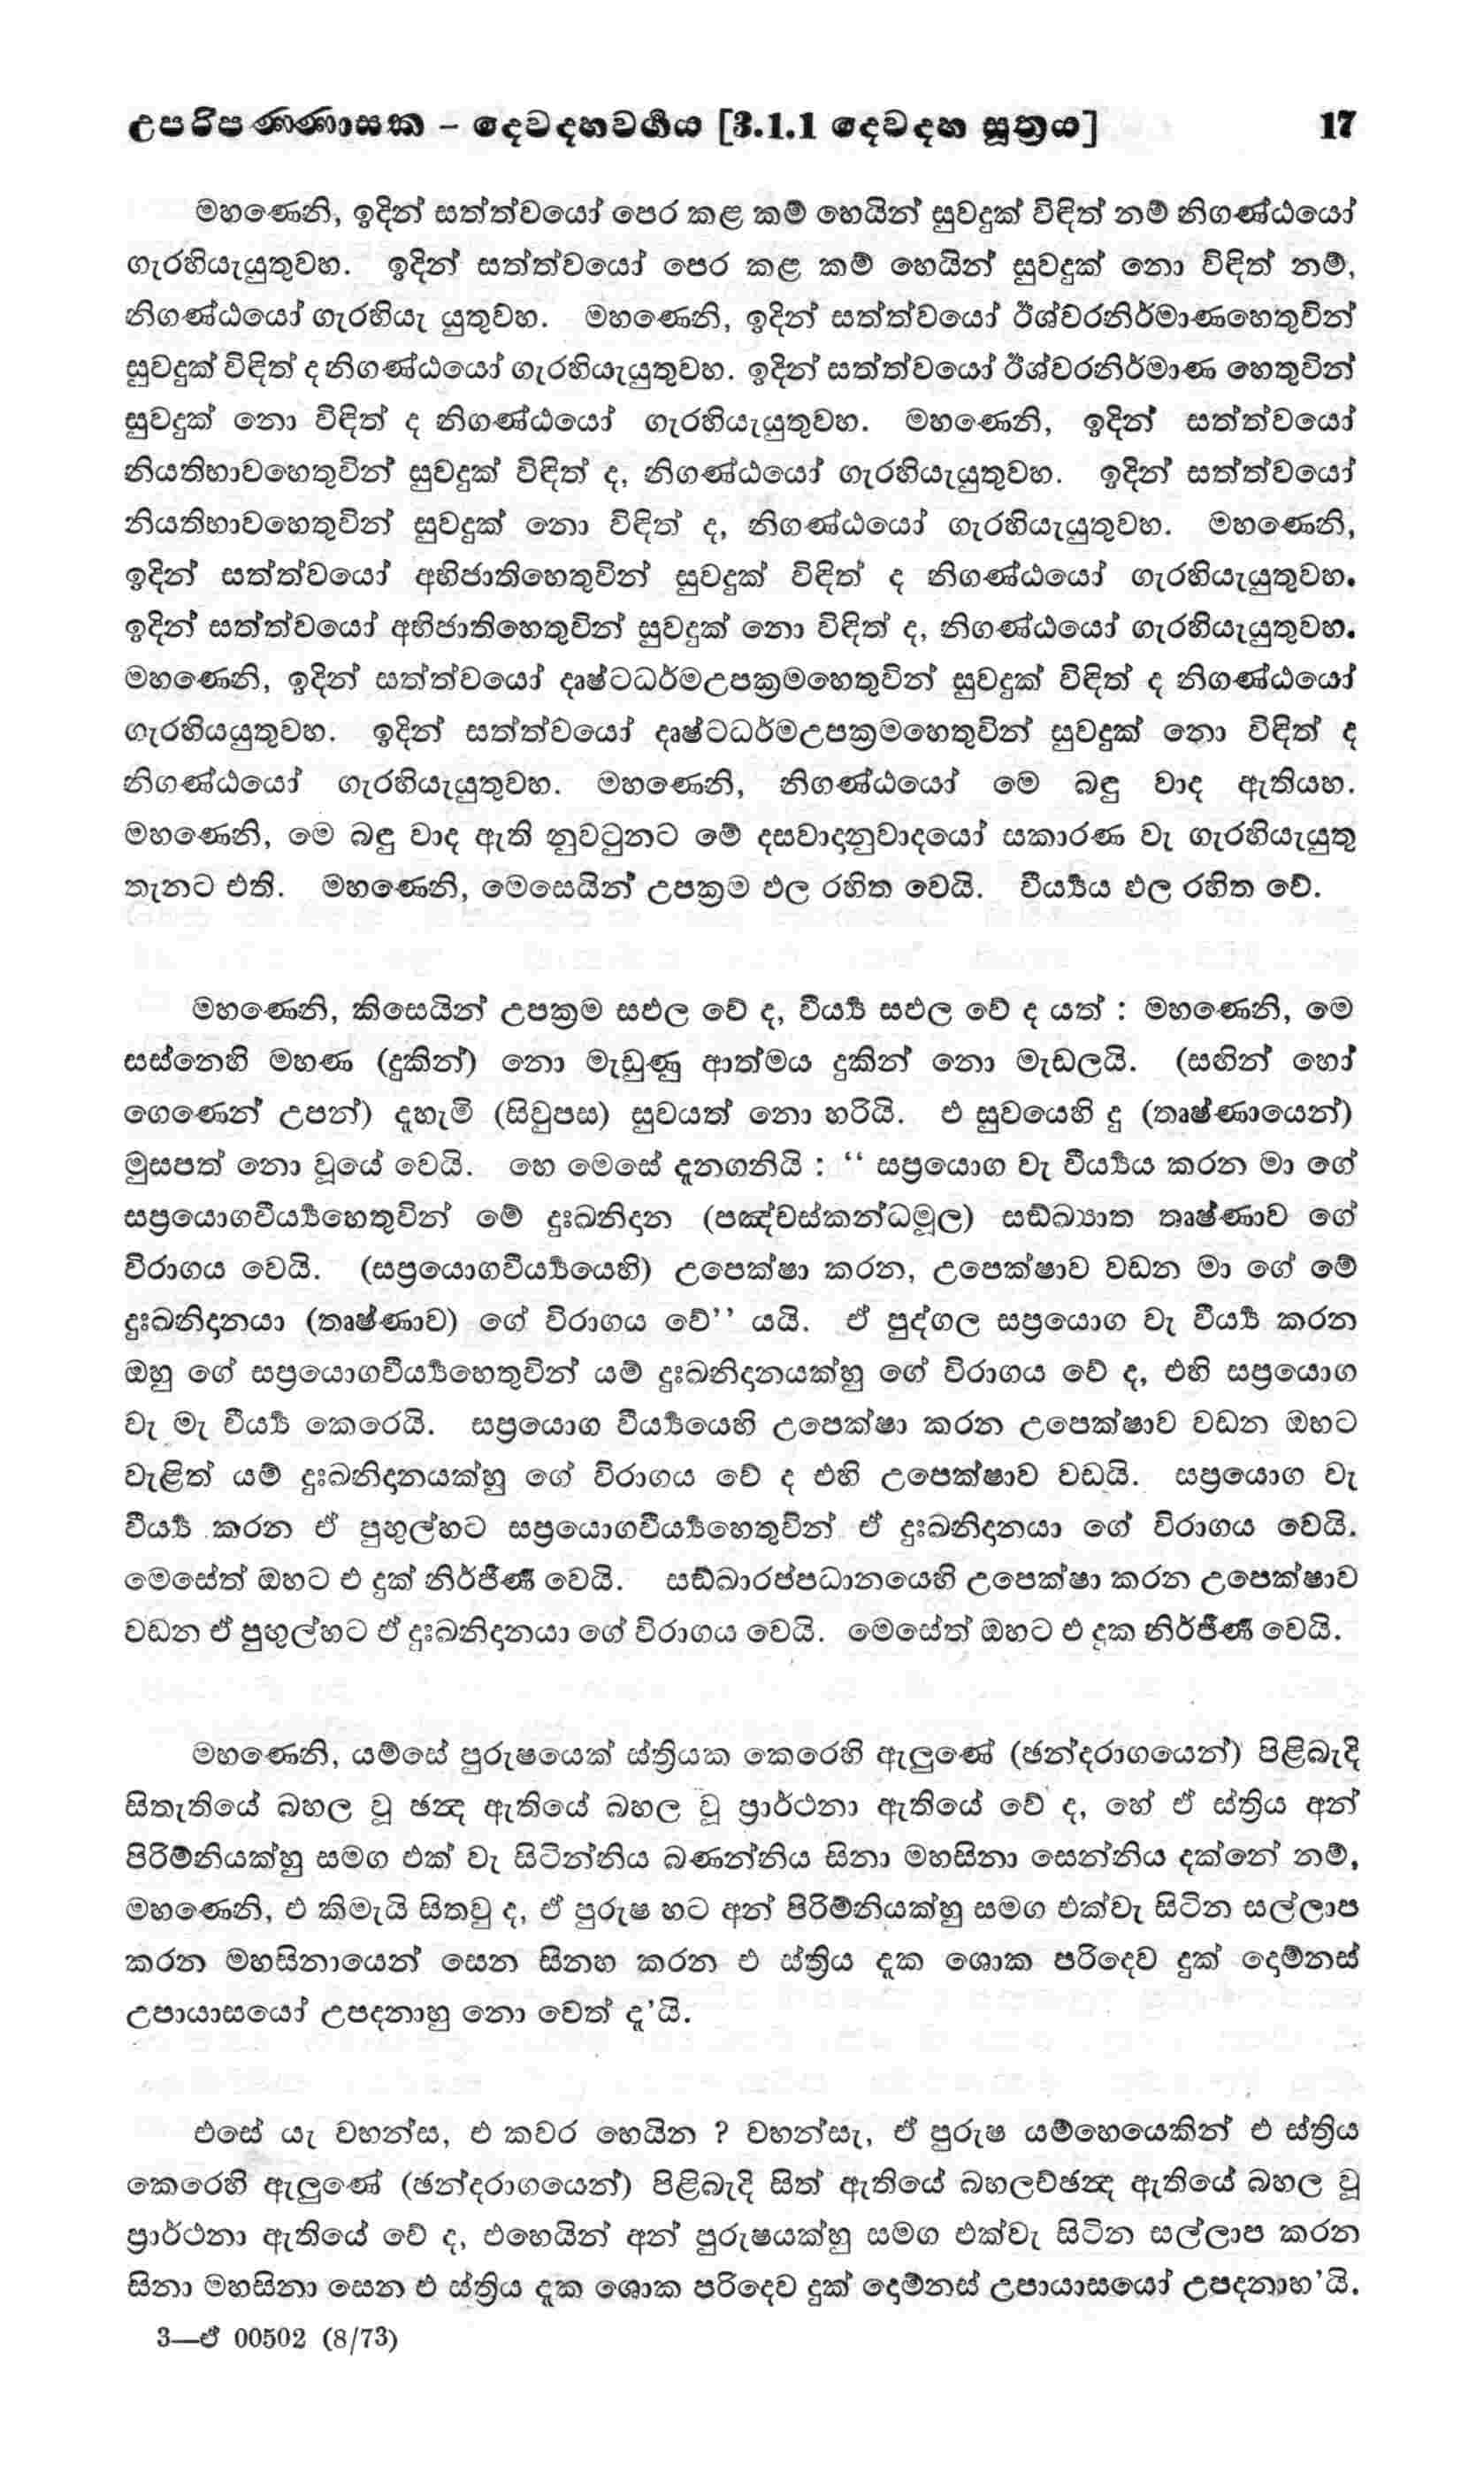 උපරිපණ්ණාසක – දෙවදහවර්ගය [3.1.1 දෙවදහ සූත්‍රය] 17
මහණෙනි, ඉදින් සත්ත්වයෝ පෙර කළ කම් හෙයින් සුවදුක් විඳිත් නම් නිගණ්ඨයෝ
ගැරහියැයුතුවහ. ඉදින් සත්ත්වයෝ පෙර කළ කම් හෙයින් සුවදුක් නො විඳිත් නම්,
නිගණ්ඨයෝ ගැරහියැ යුතුවහ. මහණෙනි, ඉදින් සත්ත්වයෝ ඊශ්වරනිර්මාණහෙතුවින්
සුවදුක් විඳිත් ද නිගණ්ඨයෝ ගැරහියැයුතුවහ. ඉදින් සත්ත්වයෝ ඊශ්වරනිර්මාණ හෙතුවින්
සුවදුක් නො විඳිත් ද නිගණ්ඨයෝ ගැරහියැයුතුවහ. මහණෙනි, ඉදින් සත්ත්වයෝ
නියතිභාවහෙතුවින් සුවදුක් විඳිත් ද, නිගණ්ඨයෝ ගැරහියැයුතුවහ. ඉදින් සත්ත්වයෝ
නියතිභාවහෙතුවින් සුවදුක් නො විඳිත් ද, නිගණ්ඨයෝ ගැරහියැයුතුවහ. මහණෙනි,
ඉදින් සත්ත්වයෝ අභිජාතිහෙතුවින් සුවදුක් විඳිත් ද නිගණ්ඨයෝ ගැරහියැයුතුවහ.
ඉදින් සත්ත්වයෝ අභිජාතිහෙතුවින් සුවදුක් නො විඳිත් ද, නිගණ්ඨයෝ ගැරහියැයුතුවහ.
මහණෙනි, ඉදින් සත්ත්වයෝ දෘෂ්ටධර්මඋපක්‍රමහෙතුවින් සුවදුක් විඳිත් ද නිගණ්ඨයෝ
ගැරහියයුතුවහ. ඉදින් සත්ත්වයෝ දෘෂ්ටධර්මඋපක්‍රමහෙතුවින් සුවදුක් නො විඳිත් ද
නිගණ්ඨයෝ ගැරහියැයුතුවහ. මහණෙනි, නිගණ්ඨයෝ මෙ බඳු වාද ඇතියහ.
මහණෙනි, මෙ බඳු වාද ඇති නුවටුනට මේ දසවාදානුවාදයෝ සකාරණ වැ ගැරහියැයුතු
තැනට එති. මහණෙනි, මෙසෙයින් උපක්‍රම ඵල රහිත වෙයි. වීර්‍ය්‍යය ඵල රහිත වේ.
මහණෙනි, කිසෙයින් උපක්‍රම සඵල වේ ද, වීර්‍ය්‍ය සඵල වේ ද යත් : මහණෙනි, මෙ
සස්නෙහි මහණ (දුකින්) නො මැඩුණු ආත්මය දුකින් නො මැඩලයි. (සඟින් හෝ
ගෙණෙන් උපන්) දැහැමි (සිවුපස) සුවයත් නො හරියි. එ සුවයෙහි දු (තෘෂ්ණායෙන්)
මුසපත් නො වූයේ වෙයි. හෙ මෙසේ දැනගනියි : “ සප්‍රයොග වැ වීර්‍ය්‍යය කරන මා ගේ
සප්‍රයොගවීර්‍ය්‍යහෙතුවින් මේ දුඃඛනිදාන (පඤ්චස්කන්ධමූල) සඞ්ඛ්‍යාත තෘෂ්ණාව ගේ
විරාගය වෙයි. (සප්‍රයොගවීර්‍ය්‍යයෙහි) උපෙක්ෂා කරන, උපෙක්ෂාව වඩන මා ගේ මේ
දුඃඛනිදානයා (තෘෂ්ණාව) ගේ විරාගය වේ’’ යයි. ඒ පුද්ගල සප්‍රයොග වැ වීර්‍ය්‍ය කරන
ඔහු ගේ සප්‍රයොගවීර්‍ය්‍යහෙතුවින් යම් දුඃඛනිදානයක්හු ගේ විරාගය වේ ද, එහි සප්‍රයොග
වැ මැ වීර්‍ය්‍ය කෙරෙයි. සප්‍රයොග වීර්‍ය්‍යයෙහි උපෙක්ෂා කරන උපෙක්ෂාව වඩන ඔහට
වැළිත් යම් දුඃඛනිදානයක්හු ගේ විරාගය වේ ද එහි උපෙක්ෂාව වඩයි. සප්‍රයොග වැ
වීර්‍ය්‍ය කරන ඒ පුඟුල්හට සප්‍රයොගවීර්‍ය්‍යහෙතුවින් ඒ දුඃඛනිදානයා ගේ විරාගය වෙයි.
මෙසේත් ඔහට එ දුක් නිර්ජීර්ණ වෙයි. සඞ්ඛාරප්පධානයෙහි උපෙක්ෂා කරන උපෙක්ෂාව
වඩන ඒ පුඟුල්හට ඒ දුඃඛනිදානයා ගේ විරාගය වෙයි. මෙසේත් ඔහට එ දුක නිර්ජීර්ණ වෙයි.
මහණෙනි, යම්සේ පුරුෂයෙක් ස්ත්‍රියක කෙරෙහි ඇලුණේ (ඡන්දරාගයෙන්) පිළිබැදි
සිතැතියේ බහල වූ ඡන්‍ද ඇතියේ බහල වූ ප්‍රාර්ථනා ඇතියේ වේ ද, හේ ඒ ස්ත්‍රිය අන්
පිරිම්නියක්හු සමග එක් වැ සිටින්නිය බණන්නිය සිනා මහසිනා සෙන්නිය දක්නේ නම්,
මහණෙනි, එ කිමැයි සිතවු ද, ඒ පුරුෂ හට අන් පිරිම්නියක්හු සමග එක්වැ සිටින සල්ලාප
කරන මහසිනායෙන් සෙන සිනහ කරන එ ස්ත්‍රිය දැක ශොක පරිදෙව දුක් දොම්නස්
උපායාසයෝ උපදනාහු නො වෙත් දැ’යි.
එසේ යැ වහන්ස, එ කවර හෙයින ? වහන්සැ, ඒ පුරුෂ යම්හෙයෙකින් එ ස්ත්‍රිය
කෙරෙහි ඇලුණේ (ඡන්දරාගයෙන්) පිළිබැදි සිත් ඇතියේ බහලච්ඡන්‍ද ඇතියේ බහල වූ
ප්‍රාර්ථනා ඇතියේ වේ ද, එහෙයින් අන් පුරුෂයක්හු සමග එක්වැ සිටින සල්ලාප කරන
සිනා මහසිනා සෙන එ ස්ත්‍රිය දැක ශොක පරිදෙව දුක් දොම්නස් උපායාසයෝ උපදනාහ’යි.
3—ඒ 00502 (8/73)